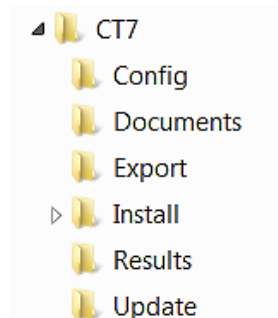 CT7
Config
Documents
Export
Install
Results
Update